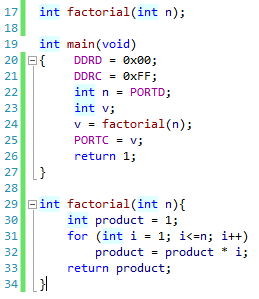 17 int factorial(int n);
18
19 int main(void)
20 { DDRD = 0x00;
21 DDRC = 0xFF;
22 int n = PORTD;
23 int v;
24 v = factorial(n);
25 PORTC = v;
26 return 1;
27 }
28
29 int factorial(int n){
30 int product = 1;
31 for (int i = 1; i<=n; i++)
32 product = product * i;
33 return product;
34 }